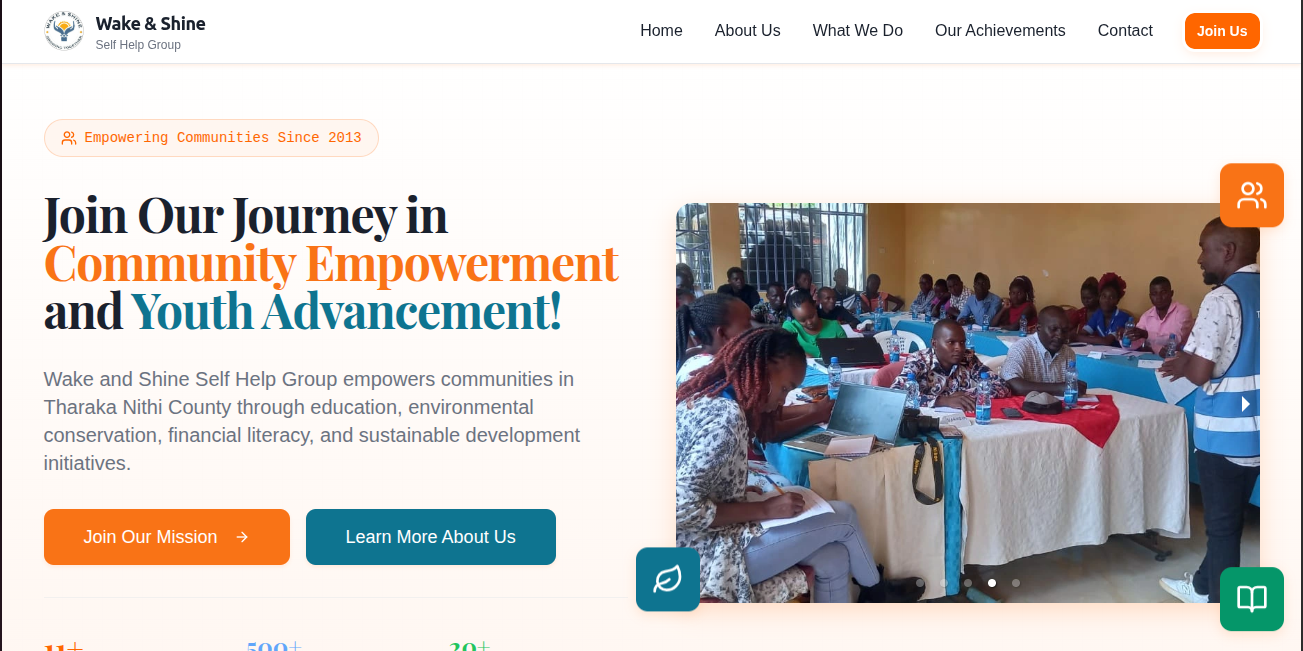 Wake & Shine
Self Help Group
Home
About Us
What We Do
Our Achievements
Contact
Join Us
Empowering Communities Since 2013
Join Our Journey in
Community Empowerment
and Youth Advancement!
Wake and Shine Self Help Group empowers communities in
Tharaka Nithi County through education, environmental
conservation, financial literacy, and sustainable development
initiatives.
Join Our Mission
Learn More About Us
11+
500+
20+